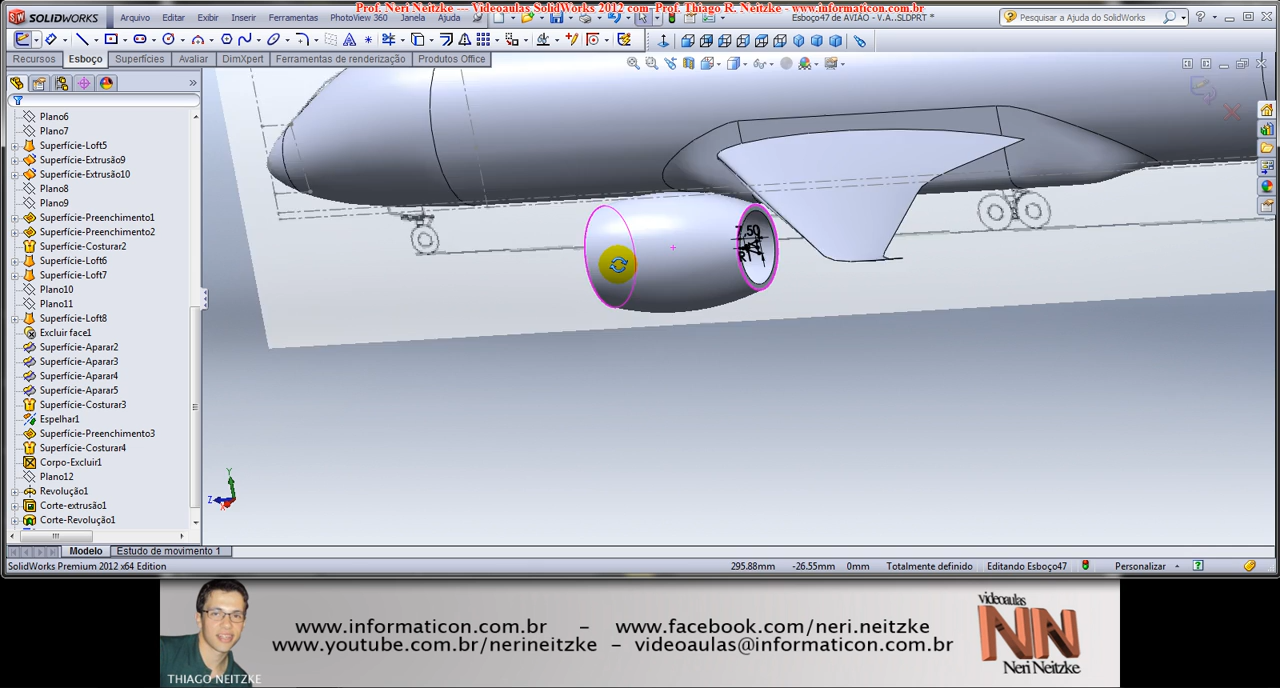 Prof. Neri Neitzke --- Videoaulas SolidWorks 2012 com Prof. Thiago R. Neitzke - www.informaticon.com.br
SOLIDWORKS Arquivo Editar Exibir Inserir Ferramentas PhotoView 360 Janela Ajuda Esboço47 de AVIÃO - V.A..SLDPRT * Pesquisar a Ajuda do SolidWorks
Recursos Esboço Superfícies Avaliar DimXpert Ferramentas de renderização Produtos Office
Plano6
Plano7
Superfície-Loft5
Superfície-Extrusão9
Superfície-Extrusão10
Plano8
Plano9
Superfície-Preenchimento1
Superfície-Preenchimento2
Superfície-Costurar2
Superfície-Loft6
Superfície-Loft7
Plano10
Plano11
Superfície-Loft8
Excluir face1
Superfície-Aparar2
Superfície-Aparar3
Superfície-Aparar4
Superfície-Aparar5
Superfície-Costurar3
Espelhar1
Superfície-Preenchimento3
Superfície-Costurar4
Corpo-Excluir1
Plano12
Revolução1
Corte-extrusão1
Corte-Revolução1
7,50
Y
Z
Modelo Estudo de movimento 1
SolidWorks Premium 2012 x64 Edition 295.88mm -26.55mm 0mm Totalmente definido Editando Esboço47 Personalizar
www.informaticon.com.br - www.facebook.com/neri.neitzke
www.youtube.com.br/nerineitzke - videoaulas@informaticon.com.br
THIAGO NEITZKE
videoaulas
NN
Neri Neitzke